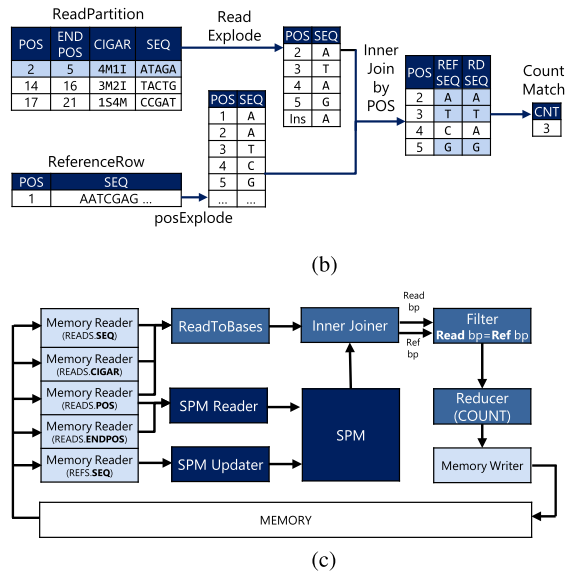 ReadPartition
POS END POS CIGAR SEQ
2 5 4M1I ATAGA
14 16 3M2I TACTG
17 21 1S4M CCGAT
Read Explode
POS SEQ
2 A
3 T
4 A
5 G
Ins A
ReferenceRow
POS SEQ
1 AATCGAG ...
posExplode
POS SEQ
1 A
2 A
3 T
4 C
5 G
... ...
Inner Join by POS
POS REF SEQ RD SEQ
2 A A
3 T T
4 C A
5 G G
Count Match
CNT
3
(b)
Memory Reader
(READS.SEQ)
Memory Reader
(READS.CIGAR)
Memory Reader
(READS.POS)
Memory Reader
(READS.ENDPOS)
Memory Reader
(REFS.SEQ)
ReadToBases
SPM Reader
SPM Updater
Inner Joiner
SPM
Read bp
Ref bp
Filter
Read bp=Ref bp
Reducer
(COUNT)
Memory Writer
MEMORY
(c)